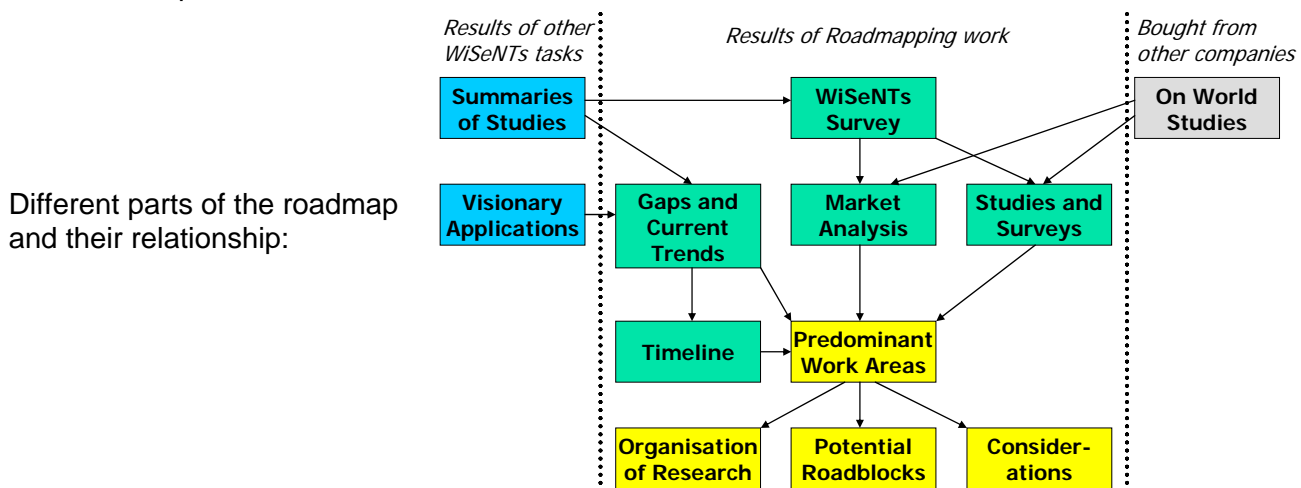 Results of other
WiSeNTs tasks
Results of Roadmapping work
Bought from
other companies
Summaries
of Studies
WiSeNTs
Survey
On World
Studies
Different parts of the roadmap
and their relationship:
Visionary
Applications
Gaps and
Current
Trends
Market
Analysis
Studies and
Surveys
Timeline
Predominant
Work Areas
Organisation
of Research
Potential
Roadblocks
Consider-
ations